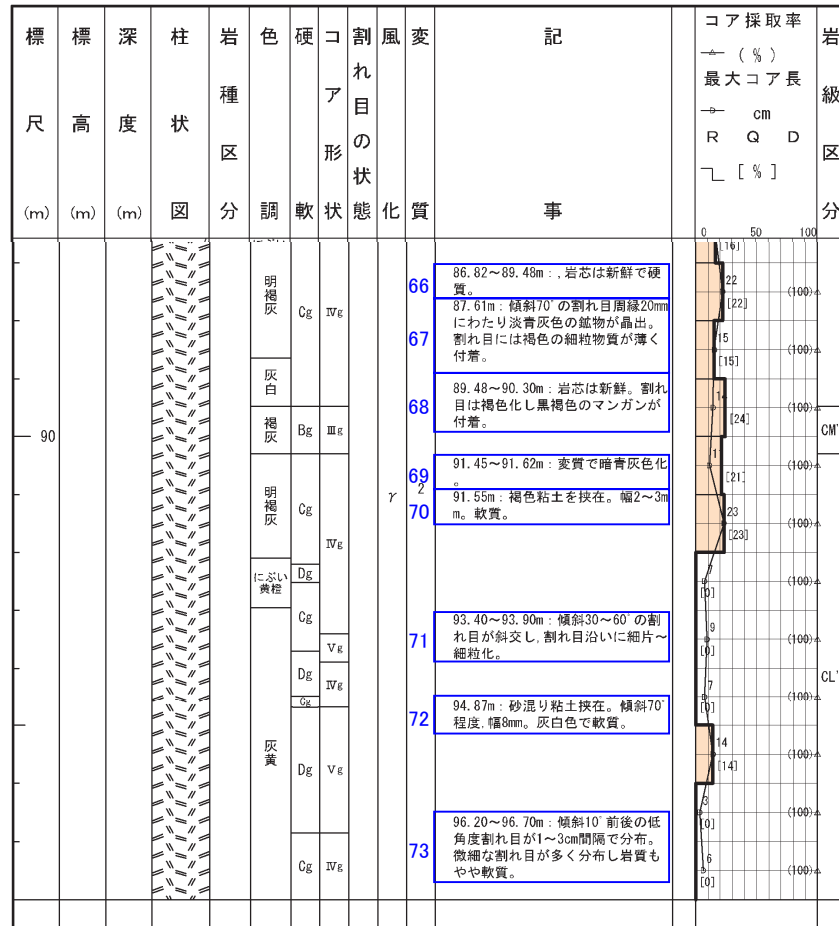 標尺(m)
標高(m)
深度(m)
柱状図
岩種区分
色調
硬軟
コア形状
割れ目の状態
風化
変質
記事
コア採取率
(%)
最大コア長
cm
RQD
[%]
岩級区分
0 50 100
90
明褐灰
灰白
褐灰
明褐灰
にぶい
黄橙
灰黄
Cg
Bg
Cg
Dg
Cg
Dg
Cg
Dg
Cg
Ⅳg
Ⅲg
Ⅳg
Ⅴg
Ⅳg
Ⅴg
Ⅳg
γ
2
66
86.82～89.48m：,岩芯は新鮮で硬
質。
67
87.61m：傾斜70°の割れ目周縁20mm
にわたり淡青灰色の鉱物が晶出。
割れ目には褐色の細粒物質が薄く
付着。
68
89.48～90.30m：岩芯は新鮮。割れ
目は褐色化し黒褐色のマンガンが
付着。
69
91.45～91.62m：変質で暗青灰色化
。
70
91.55m：褐色粘土を挟在。幅2～3m
m。軟質。
71
93.40～93.90m：傾斜30～60°の割
れ目が斜交し,割れ目沿いに細片～
細粒化。
72
94.87m：砂混り粘土挟在。傾斜70°
程度,幅8mm。灰白色で軟質。
73
96.20～96.70m：傾斜10°前後の低
角度割れ目が1～3cm間隔で分布。
微細な割れ目が多く分布し岩質も
やや軟質。
[16]
22
[22]
(100)
15
[15]
(100)
14
[24]
(100)
[21]
(100)
23
[23]
(100)
7
[0]
(100)
9
[0]
(100)
7
[0]
(100)
14
[14]
(100)
3
[0]
(100)
6
[0]
(100)
CM'
CL'